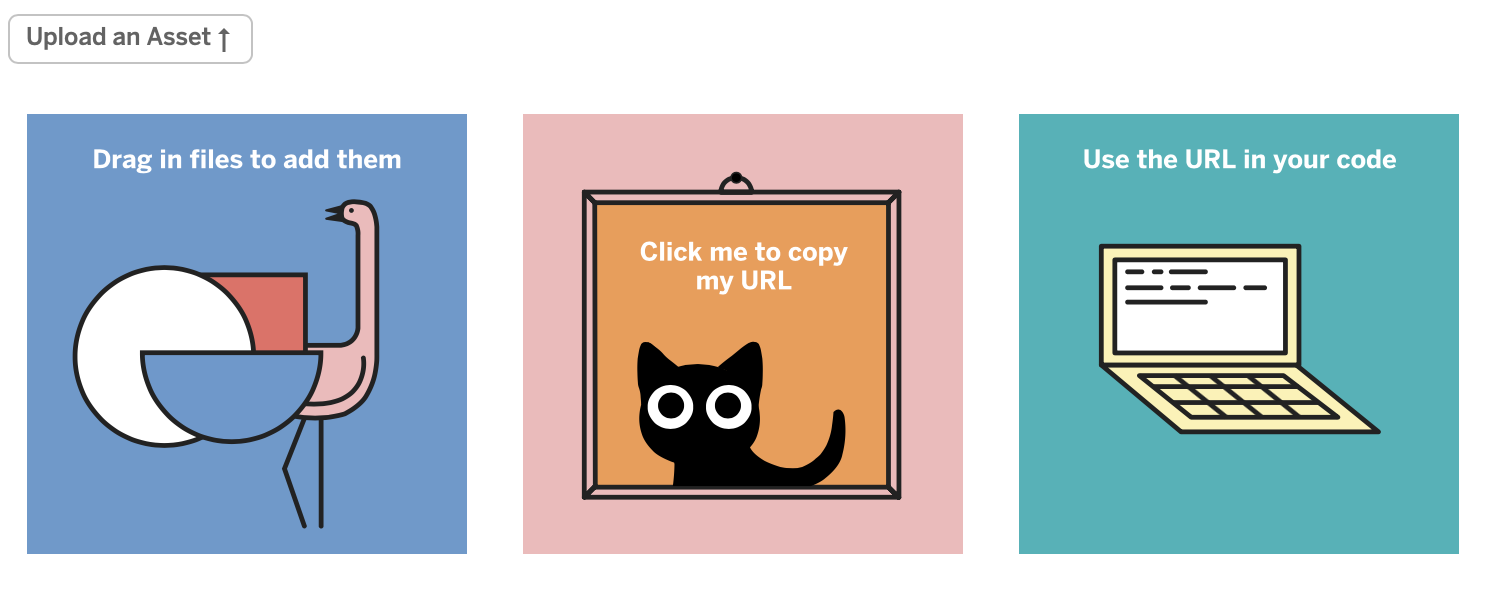 Upload an Asset ↑
Drag in files to add them
Click me to copy
my URL
Use the URL in your code